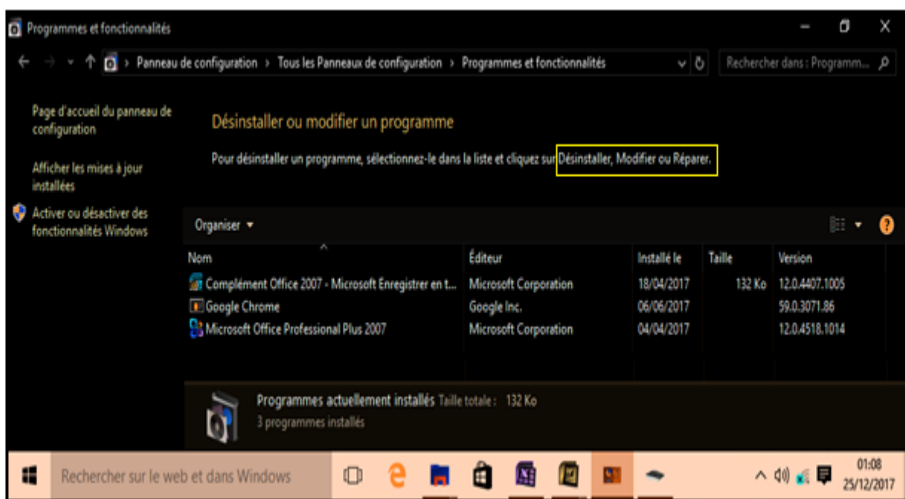 Programmes et fonctionnalités
Panneau de configuration > Tous les Panneaux de configuration > Programmes et fonctionnalités
Rechercher dans : Programm...
Page d'accueil du panneau de
configuration
Afficher les mises à jour
installées
Activer ou désactiver des
fonctionnalités Windows
Désinstaller ou modifier un programme
Pour désinstaller un programme, sélectionnez-le dans la liste et cliquez sur Désinstaller, Modifier ou Réparer.
Organiser
Nom Éditeur Installé le Taille Version
Complément Office 2007 - Microsoft Enregistrer en t... Microsoft Corporation 18/04/2017 132 Ko 12.0.4407.1005
Google Chrome Google Inc. 06/06/2017 59.0.3071.86
Microsoft Office Professional Plus 2007 Microsoft Corporation 04/04/2017 12.0.4518.1014
Programmes actuellement installés Taille totale : 132 Ko
3 programmes installés
Rechercher sur le web et dans Windows
01:08
25/12/2017